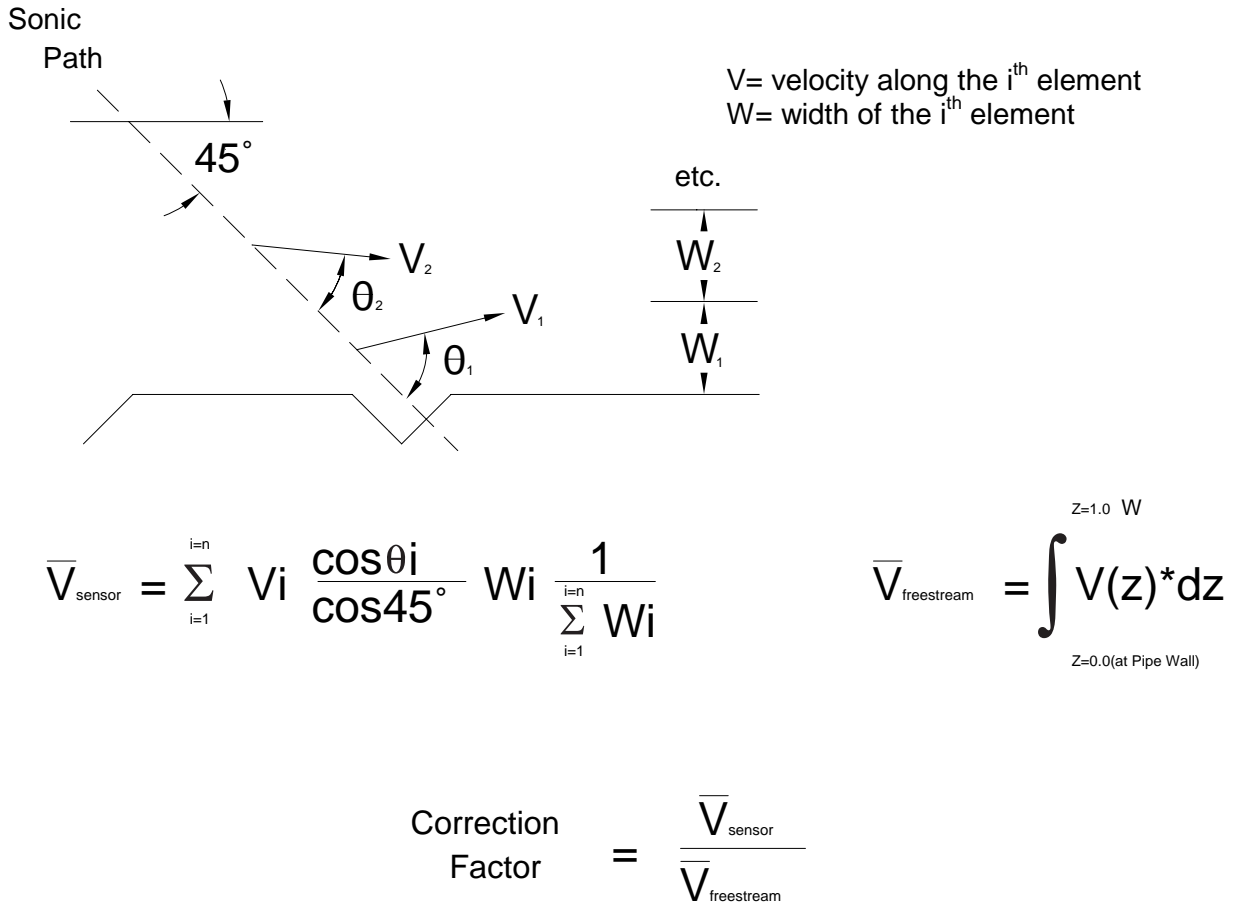 Sonic
Path
V= velocity along the iᵗʰ element
W= width of the iᵗʰ element
45°
etc.
V₂
W₂
θ₂
V₁
W₁
θ₁
V̅ sensor = Σ i=1 i=n Vi cosθi / cos45° Wi 1 / Σ i=1 i=n Wi
V̅ freestream = ∫ Z=0.0(at Pipe Wall) Z=1.0 W V(z)*dz
Correction
Factor = V̅ sensor / V̅ freestream